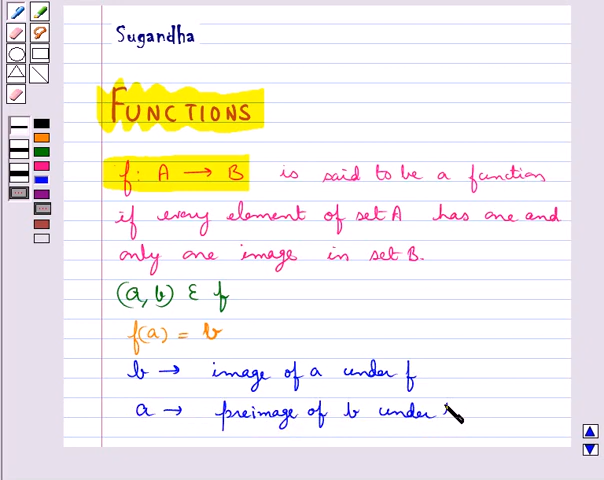 Sugandha
FUNCTIONS
f: A → B is said to be a function
if every element of set A has one and
only one image in set B.
(a, b) ε f
f(a) = b
b → image of a under f
a → preimage of b under